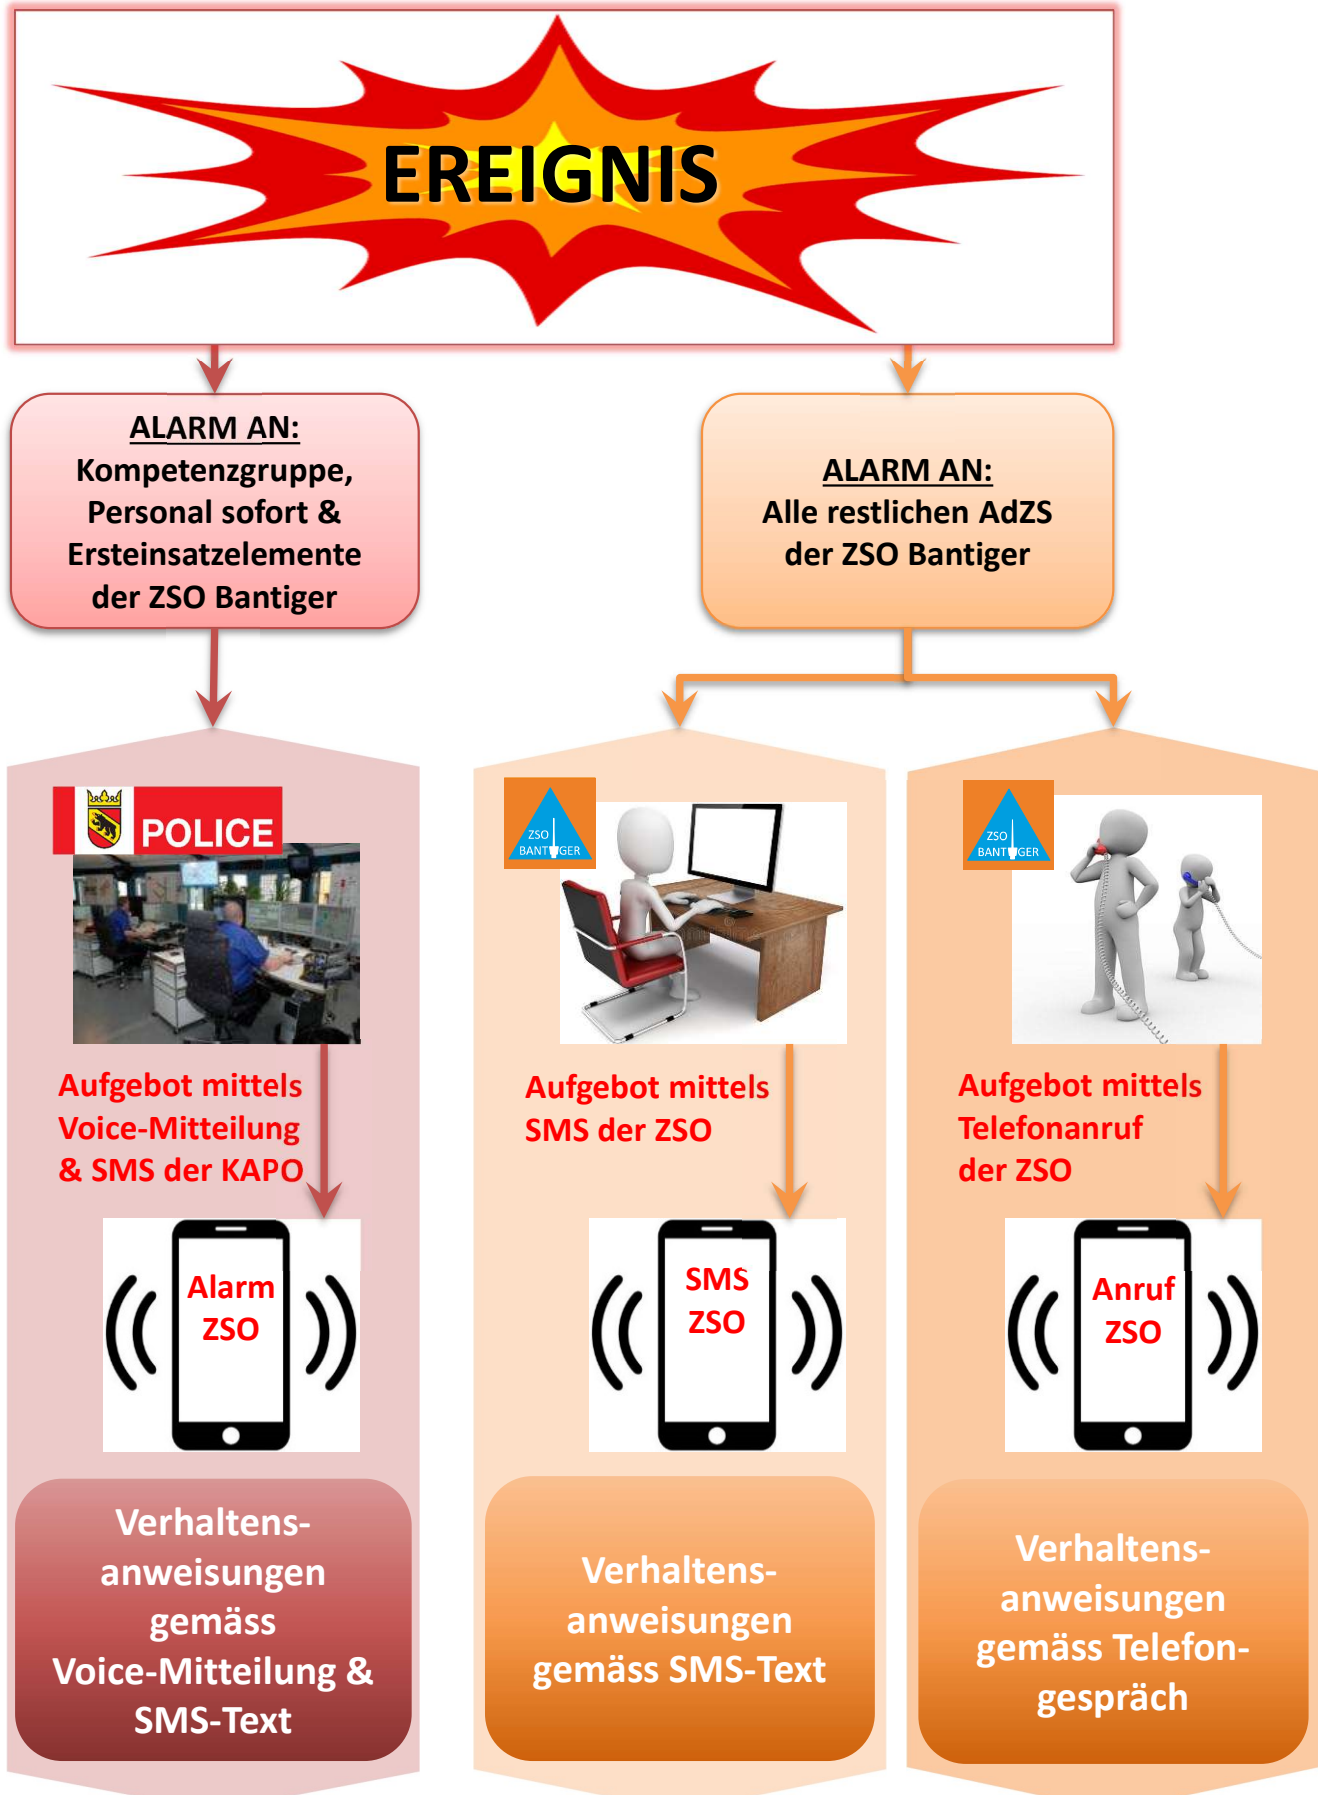 EREIGNIS
ALARM AN:
Kompetenzgruppe,
Personal sofort &
Ersteinsatzelemente
der ZSO Bantiger
ALARM AN:
Alle restlichen AdZS
der ZSO Bantiger
POLICE
Aufgebot mittels
Voice-Mitteilung
& SMS der KAPO
Alarm
ZSO
Verhaltens-
anweisungen
gemäss
Voice-Mitteilung &
SMS-Text
ZSO
BANTIGER
Aufgebot mittels
SMS der ZSO
SMS
ZSO
Verhaltens-
anweisungen
gemäss SMS-Text
ZSO
BANTIGER
Aufgebot mittels
Telefonanruf
der ZSO
Anruf
ZSO
Verhaltens-
anweisungen
gemäss Telefon-
gespräch